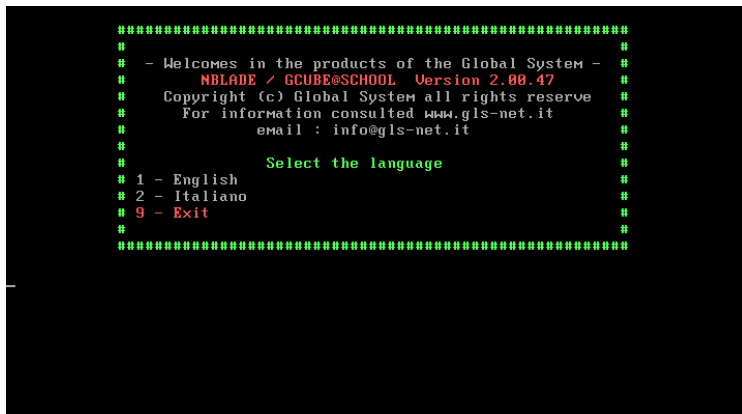 #######################################################
# #
# - Welcomes in the products of the Global System - #
# NBLADE / GCUBE@SCHOOL Version 2.00.47 #
# Copyright (c) Global System all rights reserve #
# For information consulted www.gls-net.it #
# email : info@gls-net.it #
# #
# Select the language #
# 1 - English #
# 2 - Italiano #
# 9 - Exit #
# #
#######################################################